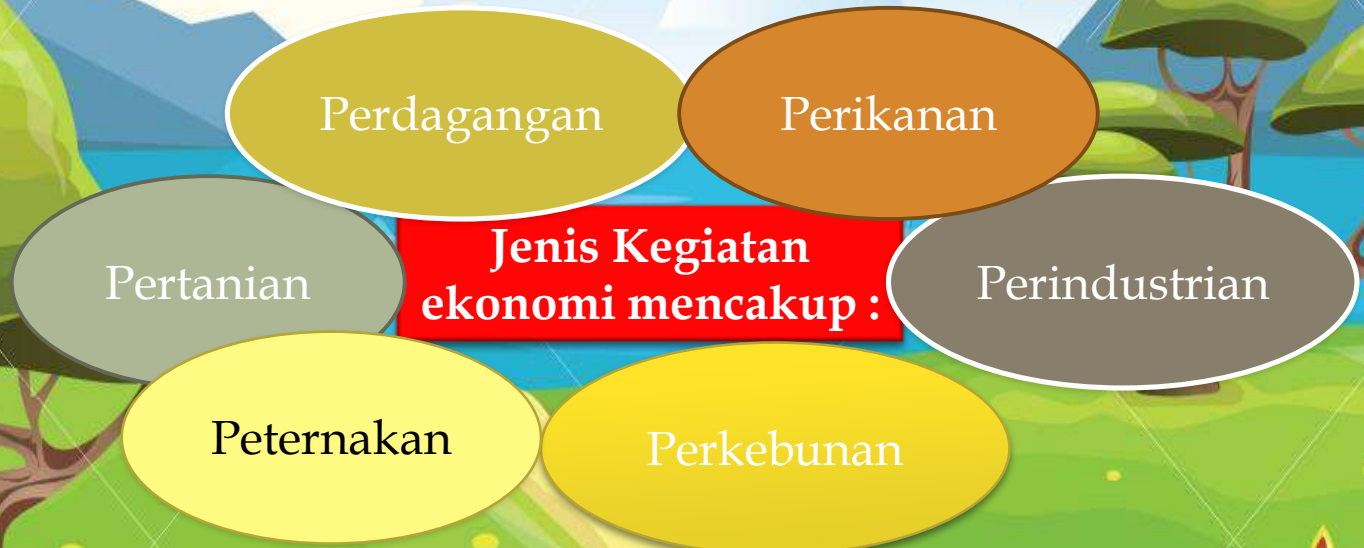 Perdagangan
Perikanan
Pertanian
Jenis Kegiatan
ekonomi mencakup :
Perindustrian
Peternakan
Perkebunan